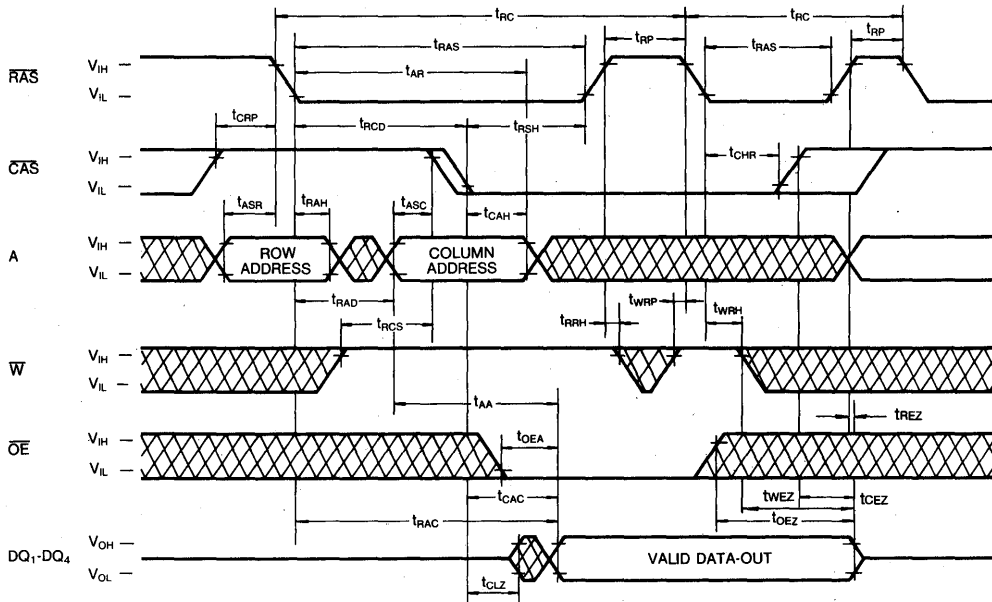 tRC tRC
tRAS tRP tRAS tRP
RAS VIH
VIL
tAR
tCRP tRCD tRSH
CAS VIH
VIL
tCHR
tASR tRAH tASC tCAH
A VIH
VIL
ROW ADDRESS
COLUMN ADDRESS
tRAD
tRCS tRRH tWRP tWRH
W VIH
VIL
tAA tREZ
OE VIH
VIL
tOEA
tCAC tWEZ tCEZ
tRAC tOEZ
DQ1-DQ4 VOH
VOL
VALID DATA-OUT
tCLZ